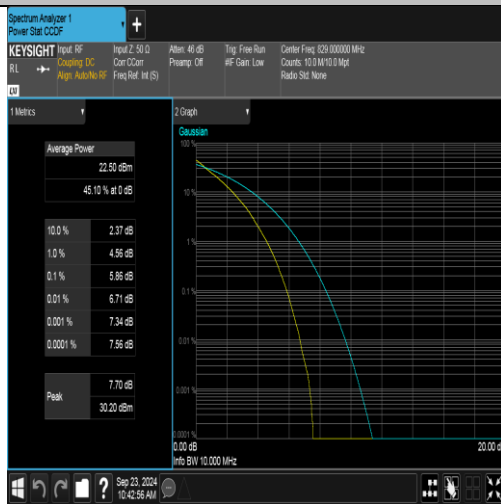 Spectrum Analyzer 1
Power Stat CCDF
KEYSIGHT
Input: RF
Input Z: 50 Ω
Atten: 46 dB
Trig: Free Run
Center Freq: 829.000000 MHz
R L
Coupling: DC
Corr CCorr
Preamp: Off
#IF Gain: Low
Counts: 10.0 M/10.0 Mpt
Align: Auto/No RF
Freq Ref: Int (S)
Radio Std: None
1 Metrics
2 Graph
Gaussian
Average Power
22.50 dBm
45.10 % at 0 dB
10.0 % 2.37 dB
1.0 % 4.56 dB
0.1 % 5.86 dB
0.01 % 6.71 dB
0.001 % 7.34 dB
0.0001 % 7.56 dB
Peak
7.70 dB
30.20 dBm
100 %
10 %
1 %
0.1 %
0.01 %
0.001 %
0.0001 %
0.00 dB
20.00 d
Info BW 10.000 MHz
?
Sep 23, 2024
10:42:56 AM